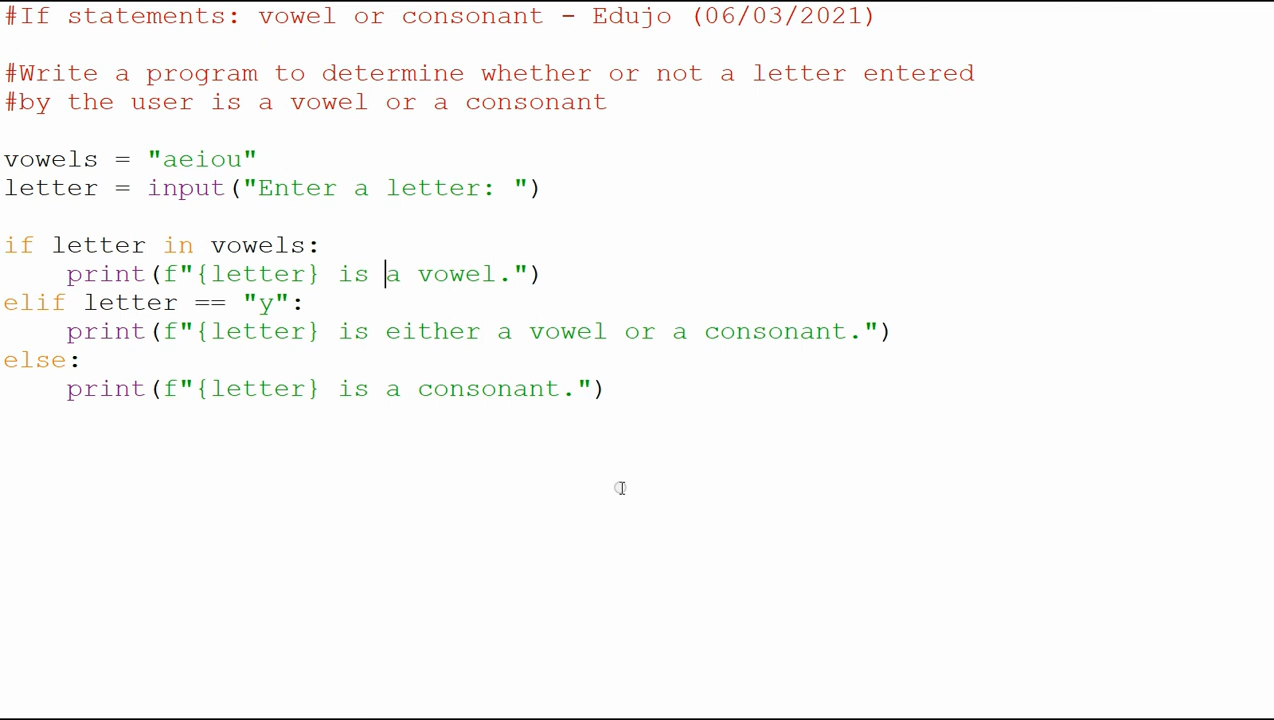 #If statements: vowel or consonant - Edujo (06/03/2021)
#Write a program to determine whether or not a letter entered
#by the user is a vowel or a consonant
vowels = "aeiou"
letter = input("Enter a letter: ")
if letter in vowels:
    print(f"{letter} is a vowel.")
elif letter == "y":
    print(f"{letter} is either a vowel or a consonant.")
else:
    print(f"{letter} is a consonant.")